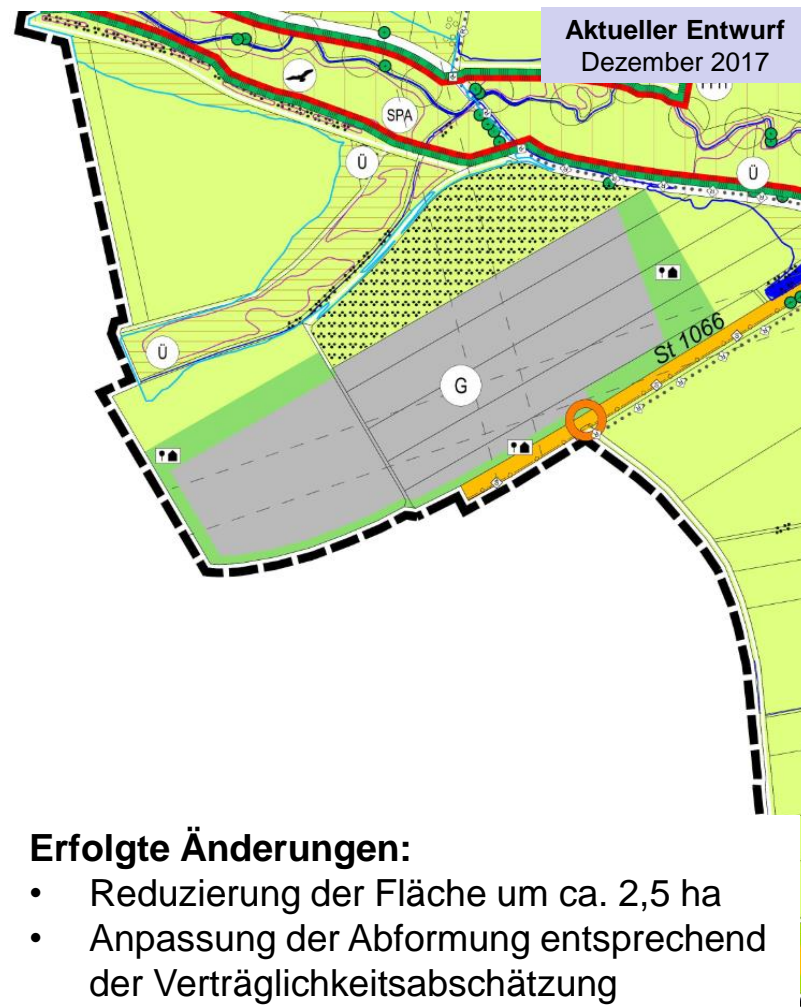 Aktueller Entwurf
Dezember 2017
SPA
Ü
Ü
St 1066
G
Ü
Erfolgte Änderungen:
• Reduzierung der Fläche um ca. 2,5 ha
• Anpassung der Abformung entsprechend
der Verträglichkeitsabschätzung